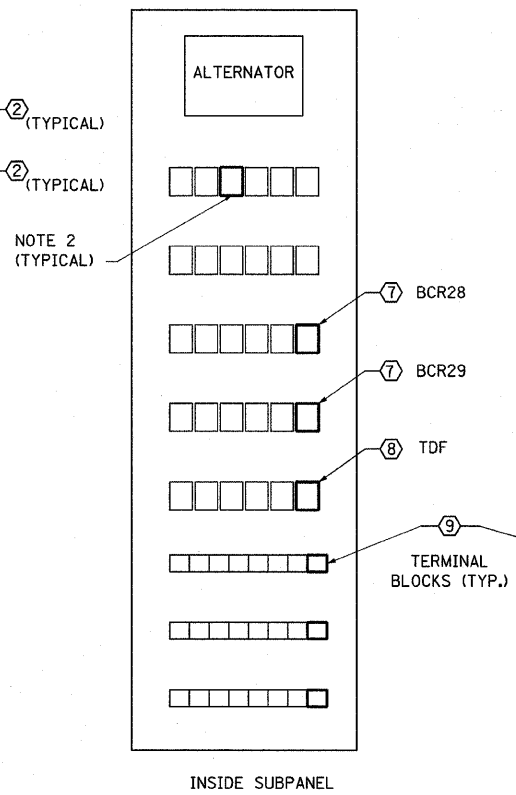 ALTERNATOR
2
(TYPICAL)
2
(TYPICAL)
NOTE 2
(TYPICAL)
7 BCR28
7 BCR29
8 TDF
9
TERMINAL
BLOCKS (TYP.)
INSIDE SUBPANEL